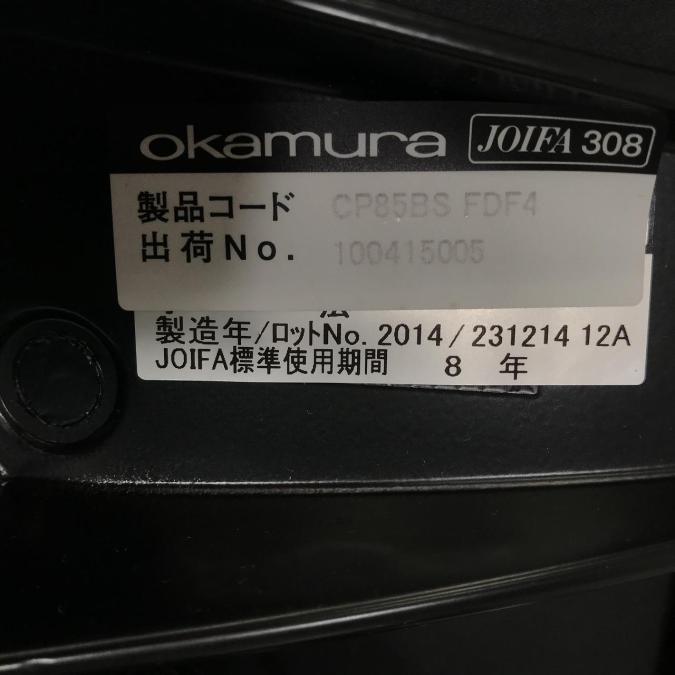 okamura JOIFA 308
製品コード CP85BS FDF4
出荷No. 100415005
法
製造年/ロットNo. 2014/231214 12A
JOIFA標準使用期間 8 年